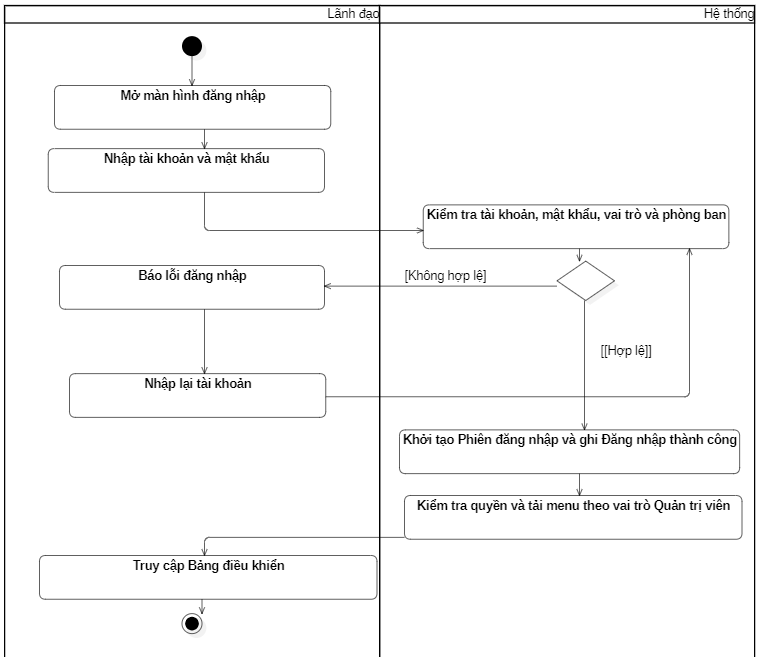 Lãnh đạo
Hệ thống
Mở màn hình đăng nhập
Nhập tài khoản và mật khẩu
Kiểm tra tài khoản, mật khẩu, vai trò và phòng ban
Báo lỗi đăng nhập
[Không hợp lệ]
[[Hợp lệ]]
Nhập lại tài khoản
Khởi tạo Phiên đăng nhập và ghi Đăng nhập thành công
Kiểm tra quyền và tải menu theo vai trò Quản trị viên
Truy cập Bảng điều khiển